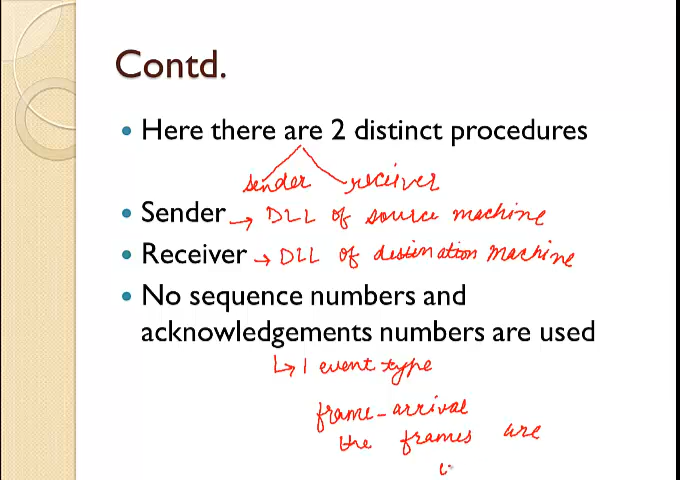 Contd.
• Here there are 2 distinct procedures
sender receiver
• Sender → DLL of source machine
• Receiver → DLL of destination machine
• No sequence numbers and
acknowledgements numbers are used
↳ 1 event type
frame-arrival
the frames are